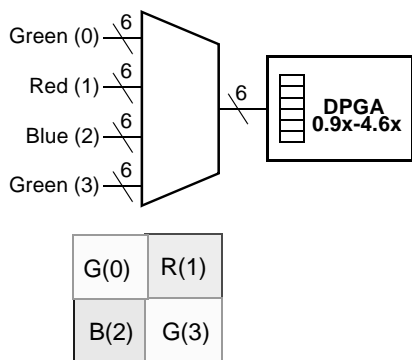 Green (0) 6
Red (1) 6
Blue (2) 6
Green (3) 6
6
DPGA
0.9x-4.6x
G(0) R(1)
B(2) G(3)